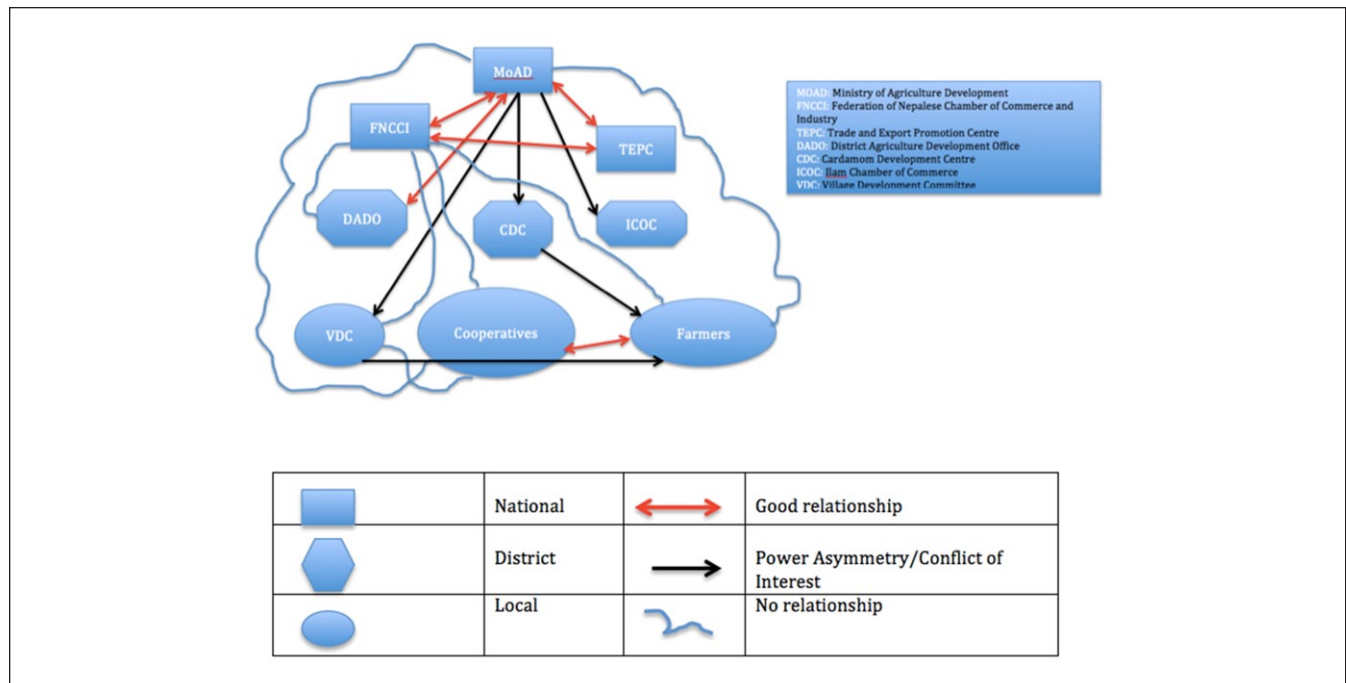 MoAD
FNCCI
TEPC
DADO
CDC
ICOC
VDC
Cooperatives
Farmers
MOAD: Ministry of Agriculture Development
FNCCI: Federation of Nepalese Chamber of Commerce and
Industry
TEPC: Trade and Export Promotion Centre
DADO: District Agriculture Development Office
CDC: Cardamom Development Centre
ICOC: Ilam Chamber of Commerce
VDC: Village Development Committee
National
Good relationship
District
Power Asymmetry/Conflict of
Interest
Local
No relationship